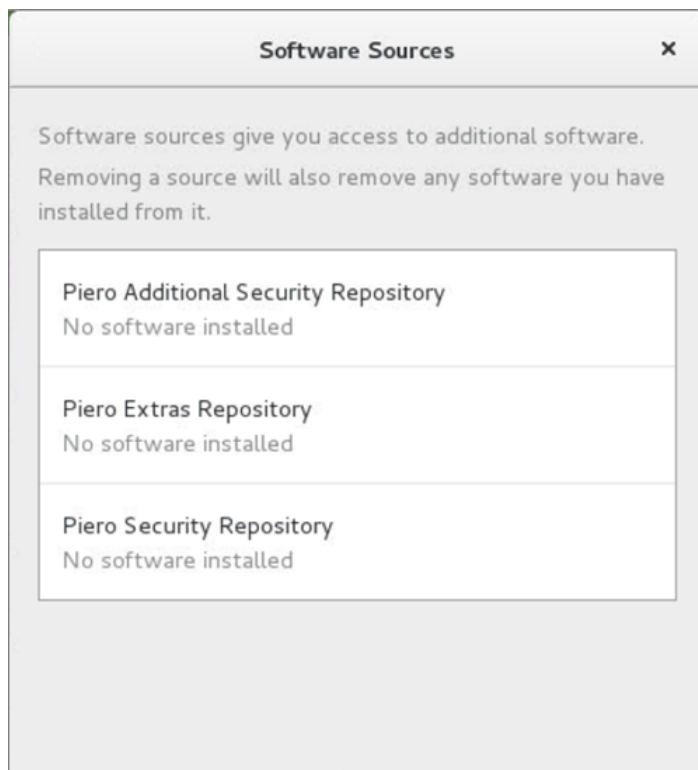 Software Sources
Software sources give you access to additional software.
Removing a source will also remove any software you have
installed from it.
Piero Additional Security Repository
No software installed
Piero Extras Repository
No software installed
Piero Security Repository
No software installed